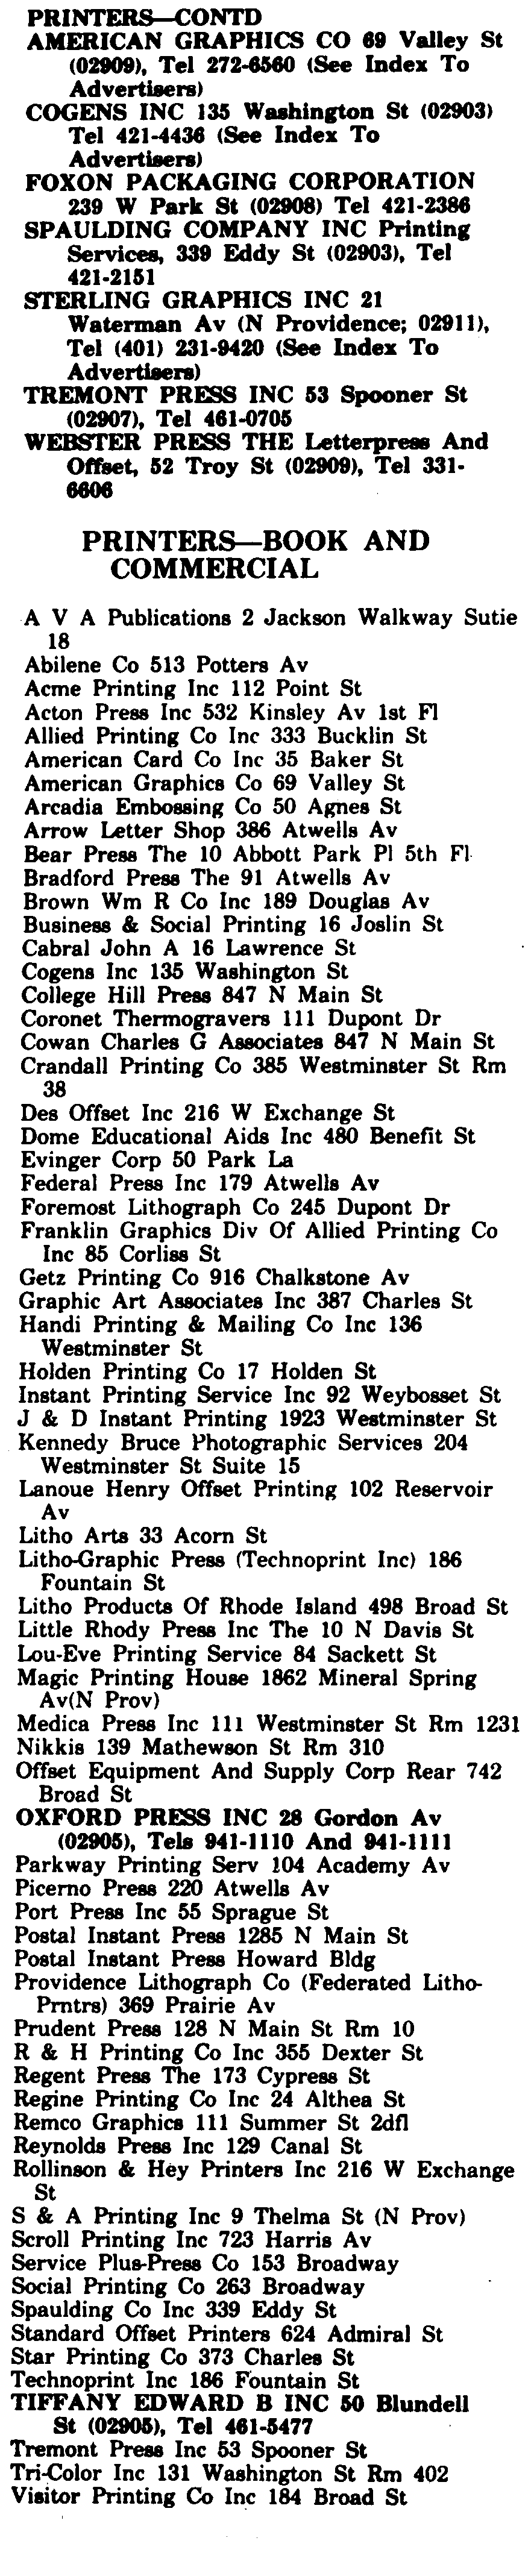 PRINTERS—CONTD
AMERICAN GRAPHICS CO 69 Valley St
(02909), Tel 272-6560 (See Index To
Advertisers)
COGENS INC 135 Washington St (02903)
Tel 421-4436 (See Index To
Advertisers)
FOXON PACKAGING CORPORATION
239 W Park St (02908) Tel 421-2386
SPAULDING COMPANY INC Printing
Services, 339 Eddy St (02903), Tel
421-2151
STERLING GRAPHICS INC 21
Waterman Av (N Providence; 02911),
Tel (401) 231-9420 (See Index To
Advertisers)
TREMONT PRESS INC 53 Spooner St
(02907), Tel 461-0705
WEBSTER PRESS THE Letterpress And
Offset, 52 Troy St (02909), Tel 331-
6606
PRINTERS—BOOK AND
COMMERCIAL
A V A Publications 2 Jackson Walkway Sutie
18
Abilene Co 513 Potters Av
Acme Printing Inc 112 Point St
Acton Press Inc 532 Kinsley Av 1st Fl
Allied Printing Co Inc 333 Bucklin St
American Card Co Inc 35 Baker St
American Graphics Co 69 Valley St
Arcadia Embossing Co 50 Agnes St
Arrow Letter Shop 386 Atwells Av
Bear Press The 10 Abbott Park Pl 5th Fl
Bradford Press The 91 Atwells Av
Brown Wm R Co Inc 189 Douglas Av
Business & Social Printing 16 Joslin St
Cabral John A 16 Lawrence St
Cogens Inc 135 Washington St
College Hill Press 847 N Main St
Coronet Thermogravers 111 Dupont Dr
Cowan Charles G Associates 847 N Main St
Crandall Printing Co 385 Westminster St Rm
38
Des Offset Inc 216 W Exchange St
Dome Educational Aids Inc 480 Benefit St
Evinger Corp 50 Park La
Federal Press Inc 179 Atwells Av
Foremost Lithograph Co 245 Dupont Dr
Franklin Graphics Div Of Allied Printing Co
Inc 85 Corliss St
Getz Printing Co 916 Chalkstone Av
Graphic Art Associates Inc 387 Charles St
Handi Printing & Mailing Co Inc 136
Westminster St
Holden Printing Co 17 Holden St
Instant Printing Service Inc 92 Weybosset St
J & D Instant Printing 1923 Westminster St
Kennedy Bruce Photographic Services 204
Westminster St Suite 15
Lanoue Henry Offset Printing 102 Reservoir
Av
Litho Arts 33 Acorn St
Litho-Graphic Press (Technoprint Inc) 186
Fountain St
Litho Products Of Rhode Island 498 Broad St
Little Rhody Press Inc The 10 N Davis St
Lou-Eve Printing Service 84 Sackett St
Magic Printing House 1862 Mineral Spring
Av(N Prov)
Medica Press Inc 111 Westminster St Rm 1231
Nikkis 139 Mathewson St Rm 310
Offset Equipment And Supply Corp Rear 742
Broad St
OXFORD PRESS INC 28 Gordon Av
(02905), Tels 941-1110 And 941-1111
Parkway Printing Serv 104 Academy Av
Picerno Press 220 Atwells Av
Port Press Inc 55 Sprague St
Postal Instant Press 1285 N Main St
Postal Instant Press Howard Bldg
Providence Lithograph Co (Federated Litho-
Prntrs) 369 Prairie Av
Prudent Press 128 N Main St Rm 10
R & H Printing Co Inc 355 Dexter St
Regent Press The 173 Cypress St
Regine Printing Co Inc 24 Althea St
Remco Graphics 111 Summer St 2dfl
Reynolds Press Inc 129 Canal St
Rollinson & Hey Printers Inc 216 W Exchange
St
S & A Printing Inc 9 Thelma St (N Prov)
Scroll Printing Inc 723 Harris Av
Service Plus-Press Co 153 Broadway
Social Printing Co 263 Broadway
Spaulding Co Inc 339 Eddy St
Standard Offset Printers 624 Admiral St
Star Printing Co 373 Charles St
Technoprint Inc 186 Fountain St
TIFFANY EDWARD B INC 50 Blundell
St (02905), Tel 461-5477
Tremont Press Inc 53 Spooner St
Tri-Color Inc 131 Washington St Rm 402
Visitor Printing Co Inc 184 Broad St